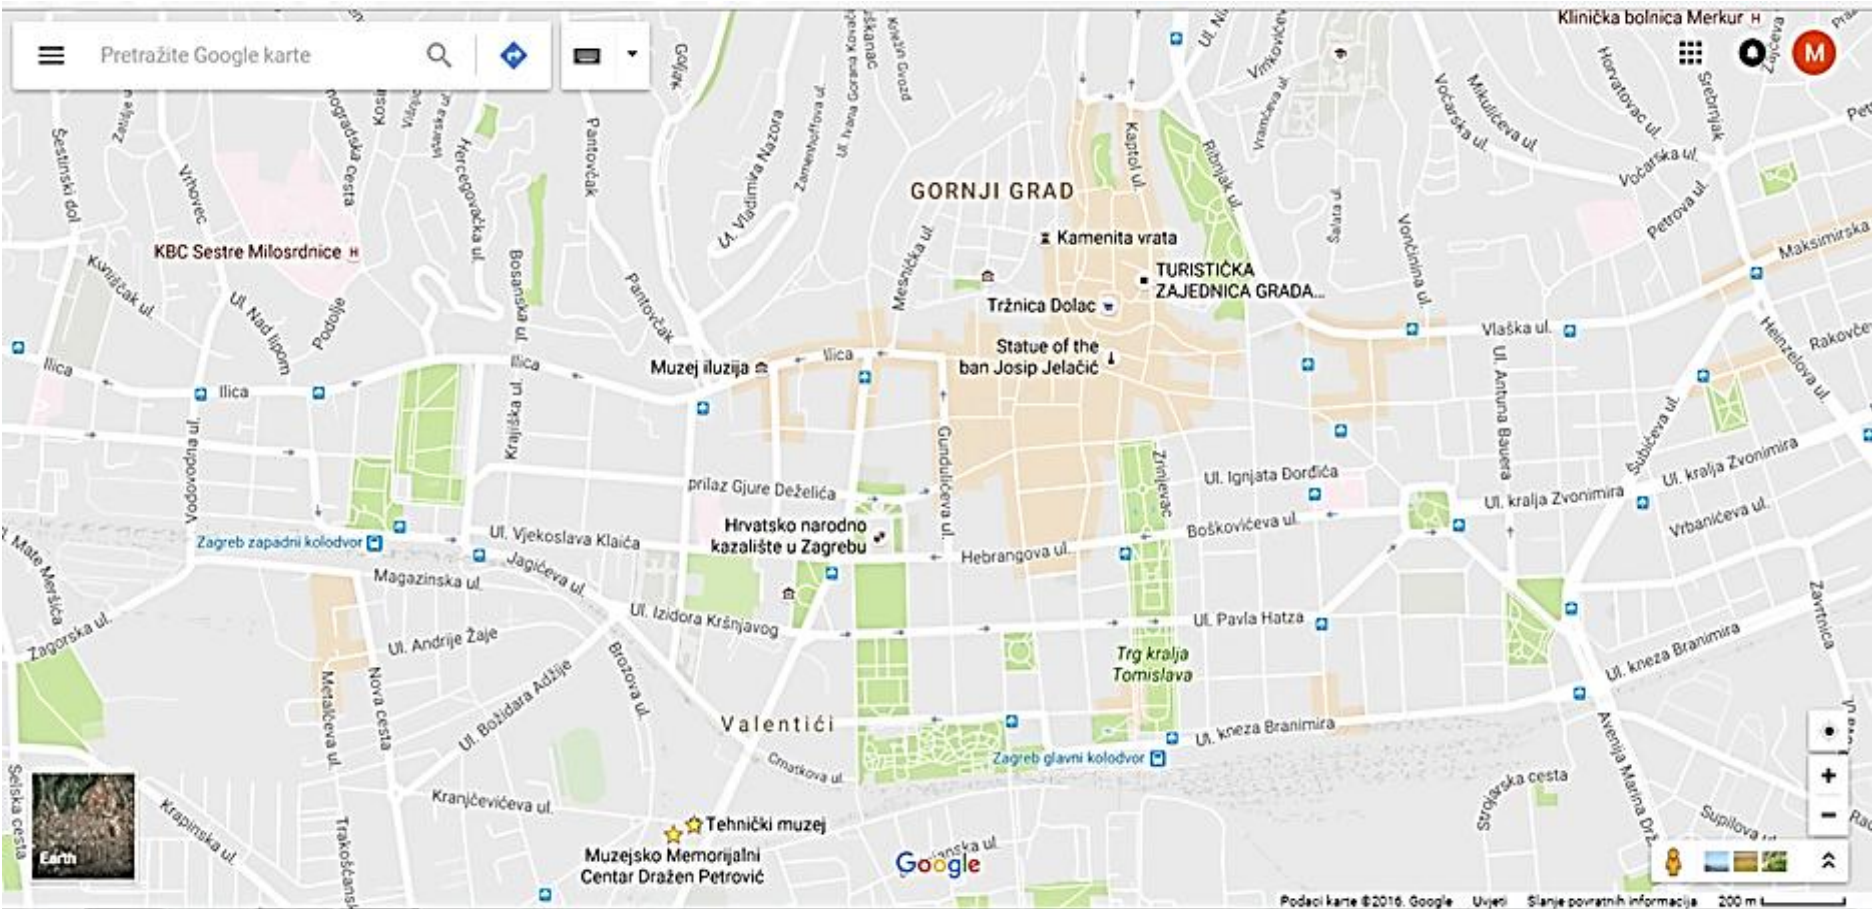 Pretražite Google karte
Klinička bolnica Merkur H
M
Šestinski dol
Vrhovec
Hercegovačka ul.
Pantovčak
Goljak
Ul. Vladimira Nazora
Zamenhoffova ul.
Kaptol ul.
Ribnjak ul.
Vramčeva ul.
Šalata ul.
Voćarska ul.
Mikulićeva ul.
Horvatovac ul.
Srebrnjak
Voćarska ul.
Petrova ul.
Maksimirska
GORNJI GRAD
Kamenita vrata
TURISTIČKA
ZAJEDNICA GRADA...
Tržnica Dolac
Mesnička ul.
Vončinina ul.
KBC Sestre Milosrdnice H
Kunišćak ul.
Ul. Nad lipom
Podolje
Bosanska ul.
Pantovčak
Statue of the
ban Josip Jelačić
Vlaška ul.
Heinzelova ul.
Ilica
Ilica
Ilica
Ilica
Muzej iluzija
Krajiška ul.
Vodovodna ul.
Gundulićeva ul.
Zrinjevac
Ul. Antuna Bauera
Šubićeva ul.
Ul. kralja Zvonimira
Ul. Ignjata Đorđića
Ul. kralja Zvonimira
prilaz Gjure Deželića
Boškovićeva ul.
Vrbanićeva ul.
Hrvatsko narodno
kazalište u Zagrebu
Hebrangova ul.
Ul. Vjekoslava Klaića
Zagreb zapadni kolodvor
Jagićeva ul.
Magazinska ul.
Ul. Izidora Kršnjavog
Ul. Pavla Hatza
Zavrtnica
Zagorska ul.
Ul. Andrije Žaje
Trg kralja
Tomislava
Ul. kneza Branimira
Metalčeva ul.
Nova cesta
Ul. Božidara Adžije
Brozova ul.
Valentići
Ul. kneza Branimira
Zagreb glavni kolodvor
Crnatkova ul.
Strojarska cesta
Selska cesta
Krapinska ul.
Kranjčevićeva ul.
Tehnički muzej
Muzejsko Memorijalni
Centar Dražen Petrović
Supilova
Earth
Google
Podaci karte ©2016. Google Uvjeti Slanje povratnih informacija 200 m